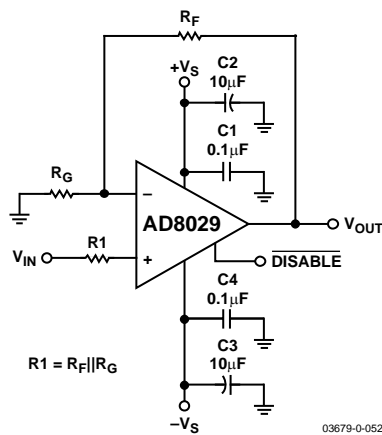 R_F
+V_S
C2
10μF
C1
0.1μF
R_G
–
AD8029
V_OUT
V_IN
R1
+
DISABLE
C4
0.1μF
R1 = R_F||R_G
C3
10μF
–V_S
03679-0-052